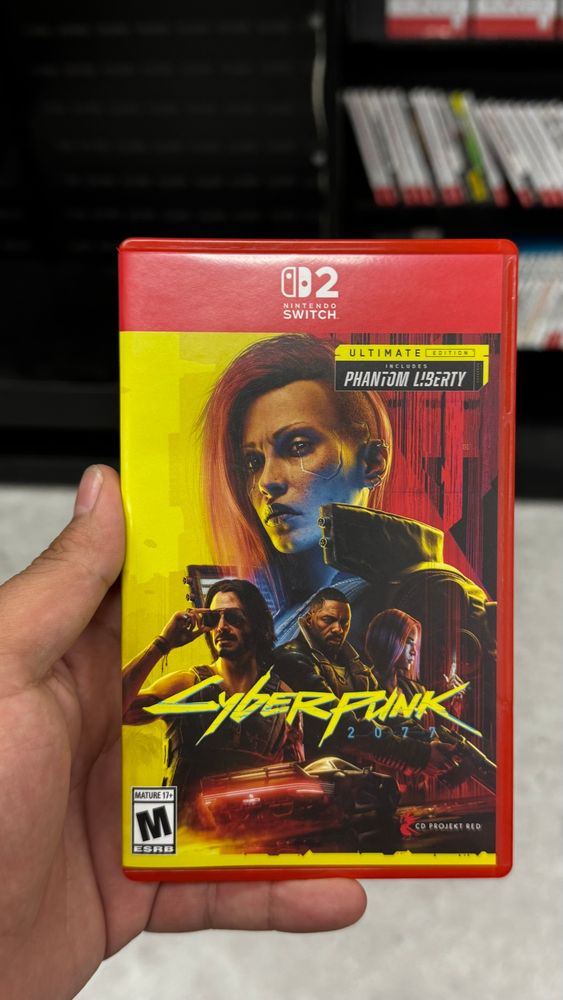 2
NINTENDO
SWITCH
ULTIMATE EDITION
INCLUDES
PHANTOM LIBERTY
CYBERPUNK
2077
MATURE 17+
M
ESRB
CD PROJEKT RED